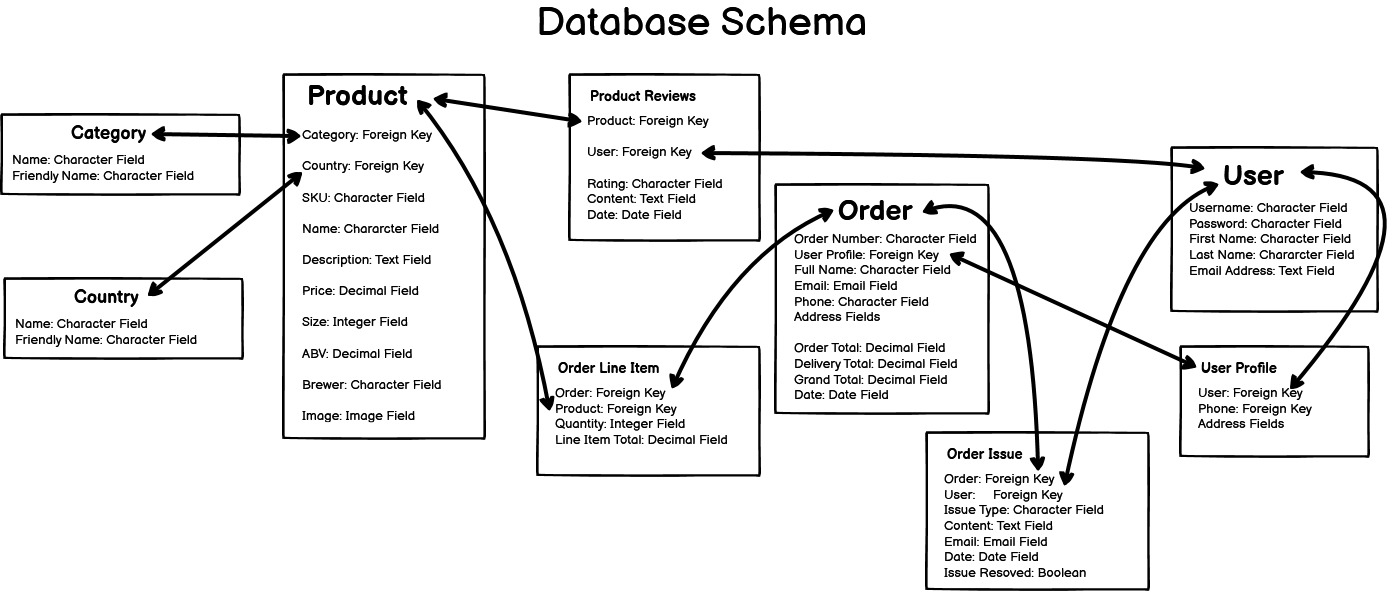 Database Schema
Category
Name: Character Field
Friendly Name: Character Field
Country
Name: Character Field
Friendly Name: Character Field
Product
Category: Foreign Key
Country: Foreign Key
SKU: Character Field
Name: Chararcter Field
Description: Text Field
Price: Decimal Field
Size: Integer Field
ABV: Decimal Field
Brewer: Character Field
Image: Image Field
Product Reviews
Product: Foreign Key
User: Foreign Key
Rating: Character Field
Content: Text Field
Date: Date Field
Order Line Item
Order: Foreign Key
Product: Foreign Key
Quantity: Integer Field
Line Item Total: Decimal Field
Order
Order Number: Character Field
User Profile: Foreign Key
Full Name: Character Field
Email: Email Field
Phone: Character Field
Address Fields
Order Total: Decimal Field
Delivery Total: Decimal Field
Grand Total: Decimal Field
Date: Date Field
Order Issue
Order: Foreign Key
User: Foreign Key
Issue Type: Character Field
Content: Text Field
Email: Email Field
Date: Date Field
Issue Resoved: Boolean
User
Username: Character Field
Password: Character Field
First Name: Character Field
Last Name: Chararcter Field
Email Address: Text Field
User Profile
User: Foreign Key
Phone: Foreign Key
Address Fields